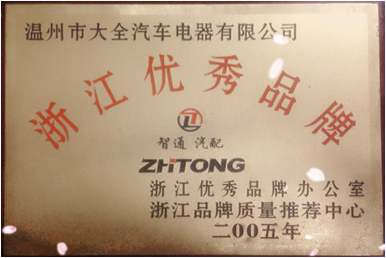 温州市大全汽车电器有限公司
浙江优秀品牌
智通 汽配
ZHITONG
浙江优秀品牌办公室
浙江品牌质量推荐中心
二00五年